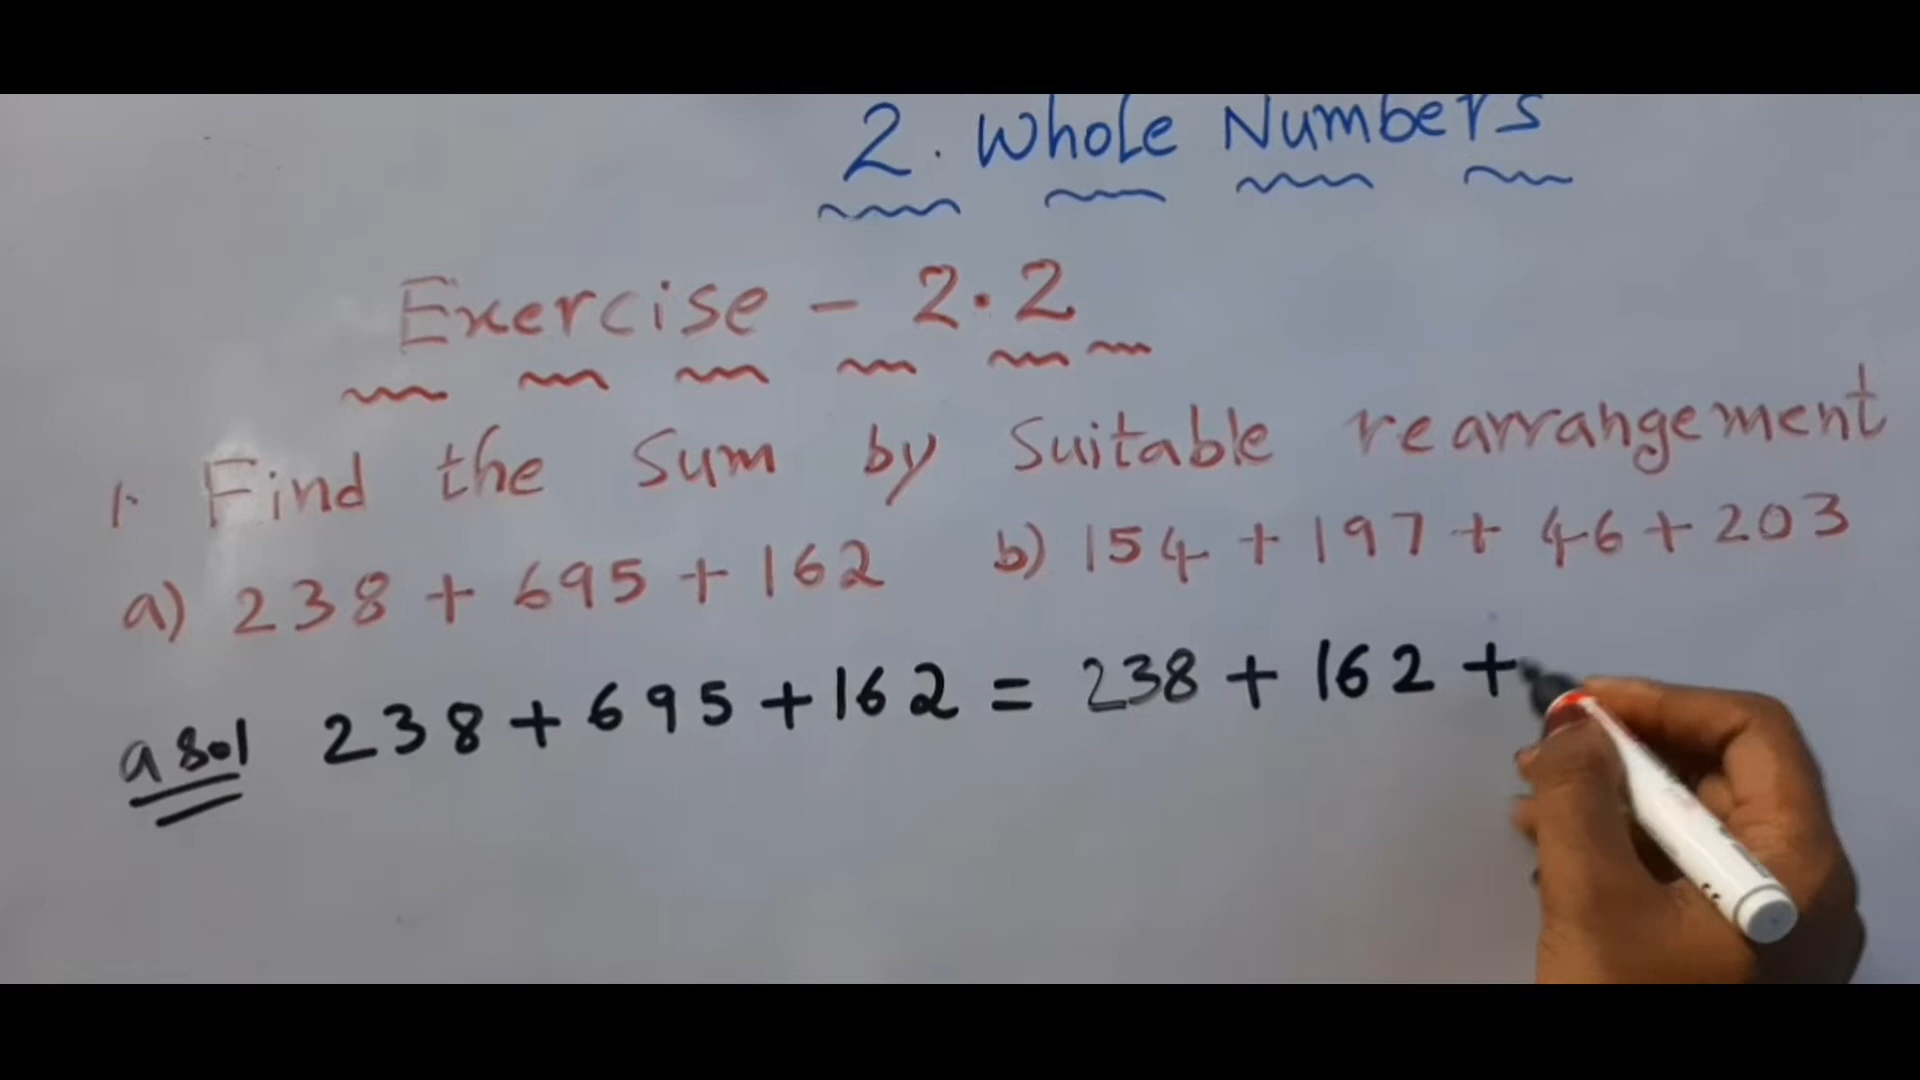 2. Whole Numbers
Exercise - 2.2
1. Find the Sum by Suitable rearrangement
a) 238 + 695 + 162 b) 154 + 197 + 46 + 203
a Sol 238 + 695 + 162 = 238 + 162 +